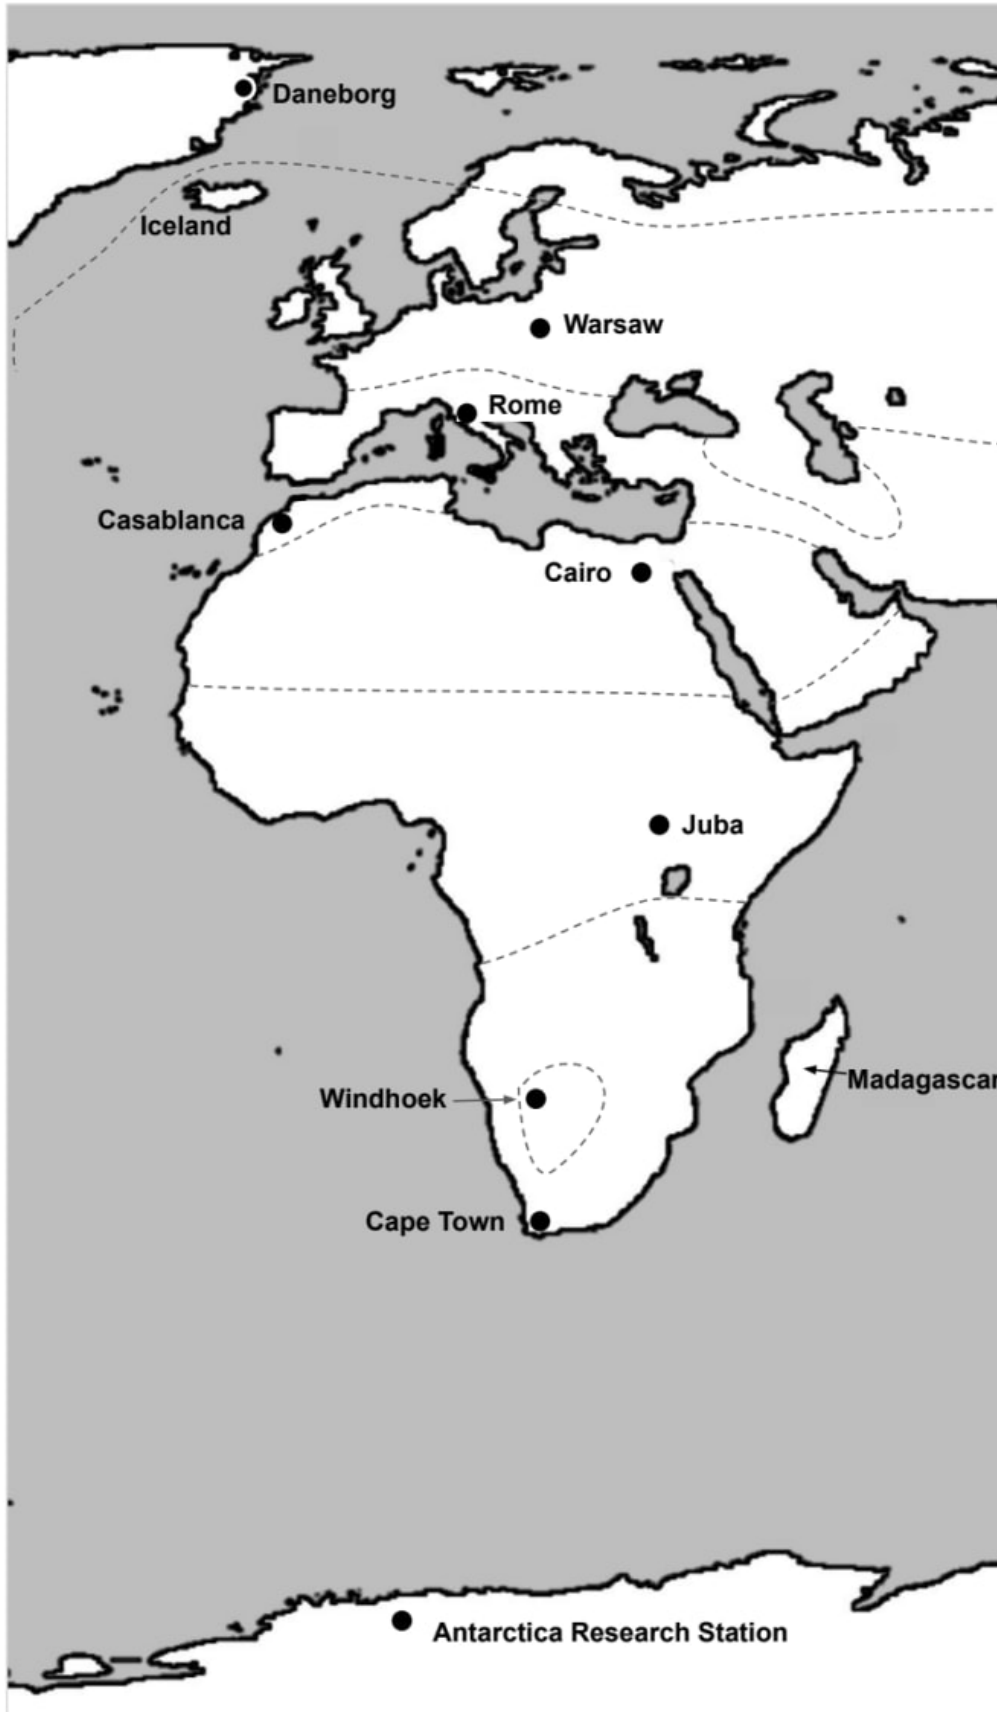 Daneborg
Iceland
Warsaw
Rome
Casablanca
Cairo
Juba
Windhoek
Madagascar
Cape Town
Antarctica Research Station